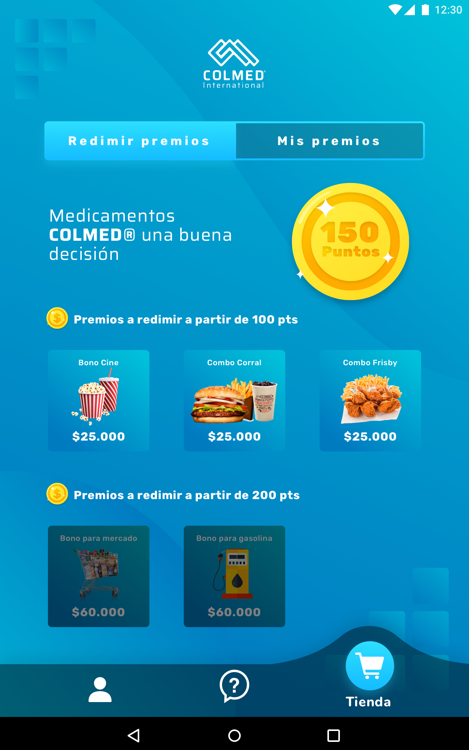 12:30
COLMED®
International
Redimir premios
Mis premios
Medicamentos
COLMED® una buena
decisión
150
Puntos
Premios a redimir a partir de 100 pts
Bono Cine
Combo Corral
Combo Frisby
$25.000
$25.000
$25.000
Premios a redimir a partir de 200 pts
Bono para mercado
Bono para gasolina
$60.000
$60.000
Tienda